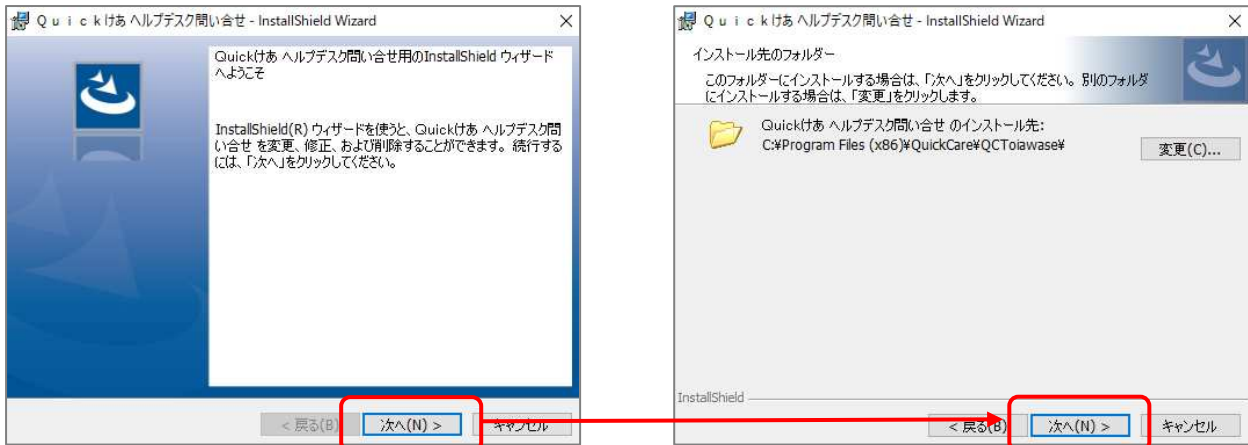 Ｑｕｉｃｋけあ ヘルプデスク問い合せ - InstallShield Wizard
Quickけあ ヘルプデスク問い合せ用のInstallShield ウィザード
へようこそ
InstallShield(R) ウィザードを使うと、Quickけあ ヘルプデスク問
い合せ を変更、修正、および削除することができます。続行する
には、「次へ」をクリックしてください。
< 戻る(B)
次へ(N) >
キャンセル
Ｑｕｉｃｋけあ ヘルプデスク問い合せ - InstallShield Wizard
インストール先のフォルダー
このフォルダーにインストールする場合は、「次へ」をクリックしてください。別のフォルダ
にインストールする場合は、「変更」をクリックします。
Quickけあ ヘルプデスク問い合せ のインストール先:
C:¥Program Files (x86)¥QuickCare¥QCToiawase¥
変更(C)...
InstallShield
< 戻る(B)
次へ(N) >
キャンセル